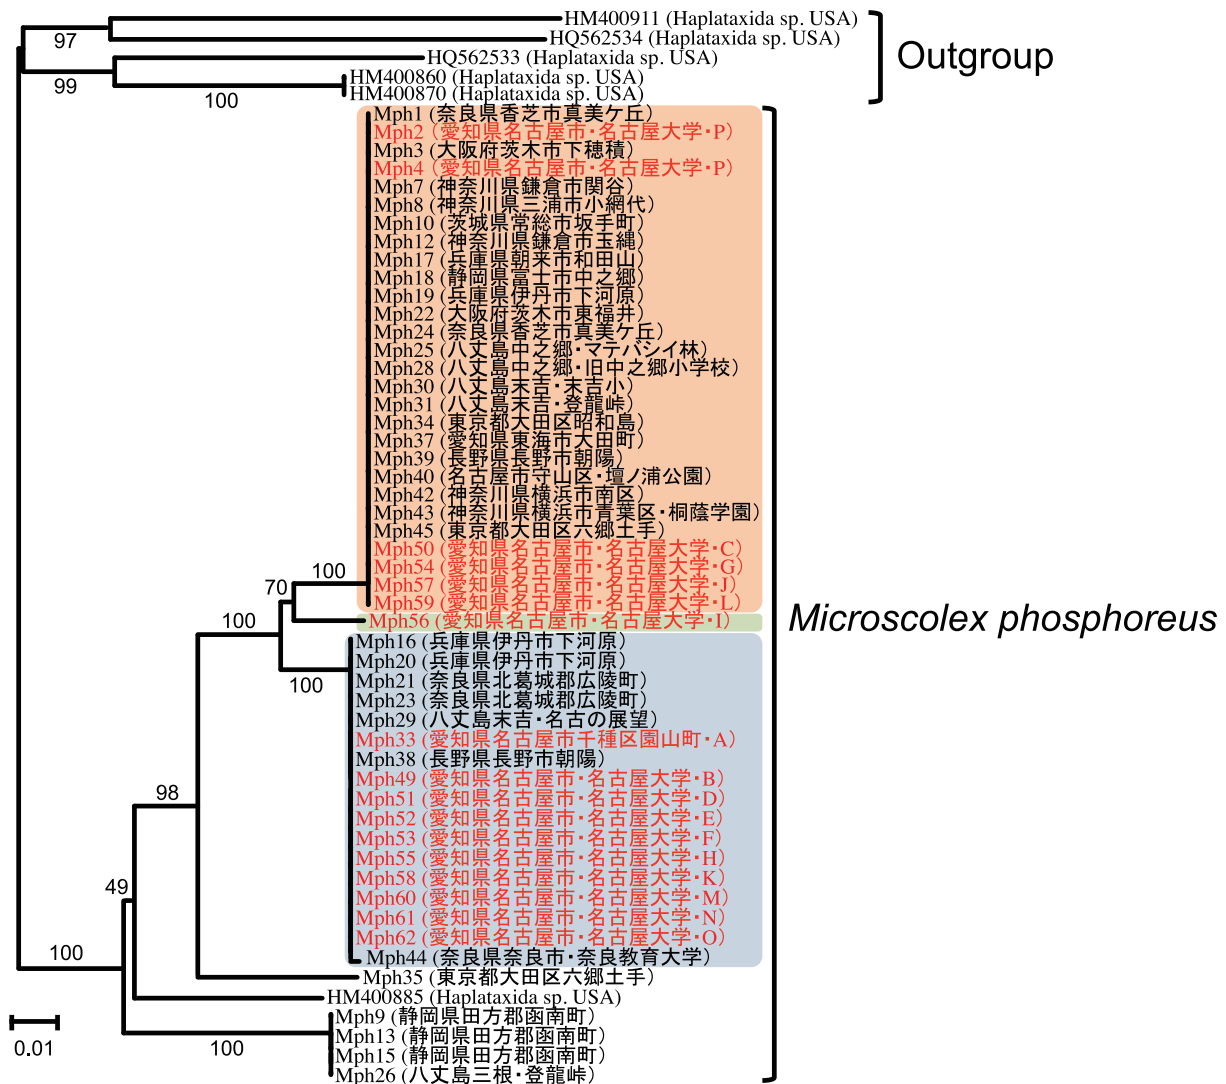 HM400911 (Haplataxida sp. USA)
97
HQ562534 (Haplataxida sp. USA)
Outgroup
HQ562533 (Haplataxida sp. USA)
99
HM400860 (Haplataxida sp. USA)
100
HM400870 (Haplataxida sp. USA)
Mph1 (奈良県香芝市真美ケ丘)
Mph2 (愛知県名古屋市・名古屋大学・P)
Mph3 (大阪府茨木市下穂積)
Mph4 (愛知県名古屋市・名古屋大学・P)
Mph7 (神奈川県鎌倉市関谷)
Mph8 (神奈川県三浦市小網代)
Mph10 (茨城県常総市坂手町)
Mph12 (神奈川県鎌倉市玉縄)
Mph17 (兵庫県朝来市和田山)
Mph18 (静岡県富士市中之郷)
Mph19 (兵庫県伊丹市下河原)
Mph22 (大阪府茨木市東福井)
Mph24 (奈良県香芝市真美ケ丘)
Mph25 (八丈島中之郷・マテバシイ林)
Mph28 (八丈島中之郷・旧中之郷小学校)
Mph30 (八丈島末吉・末吉小)
Mph31 (八丈島末吉・登龍峠)
Mph34 (東京都大田区昭和島)
Mph37 (愛知県東海市大田町)
Mph39 (長野県長野市朝陽)
Mph40 (名古屋市守山区・壇ノ浦公園)
Mph42 (神奈川県横浜市南区)
Mph43 (神奈川県横浜市青葉区・桐蔭学園)
Mph45 (東京都大田区六郷土手)
Mph50 (愛知県名古屋市・名古屋大学・C)
Mph54 (愛知県名古屋市・名古屋大学・G)
100
Mph57 (愛知県名古屋市・名古屋大学・J)
70
Mph59 (愛知県名古屋市・名古屋大学・L)
Microscolex phosphoreus
100
Mph56 (愛知県名古屋市・名古屋大学・I)
Mph16 (兵庫県伊丹市下河原)
Mph20 (兵庫県伊丹市下河原)
Mph21 (奈良県北葛城郡広陵町)
100
Mph23 (奈良県北葛城郡広陵町)
Mph29 (八丈島末吉・名古の展望)
Mph33 (愛知県名古屋市千種区園山町・A)
Mph38 (長野県長野市朝陽)
Mph49 (愛知県名古屋市・名古屋大学・B)
98
Mph51 (愛知県名古屋市・名古屋大学・D)
Mph52 (愛知県名古屋市・名古屋大学・E)
Mph53 (愛知県名古屋市・名古屋大学・F)
Mph55 (愛知県名古屋市・名古屋大学・H)
Mph58 (愛知県名古屋市・名古屋大学・K)
49
Mph60 (愛知県名古屋市・名古屋大学・M)
Mph61 (愛知県名古屋市・名古屋大学・N)
Mph62 (愛知県名古屋市・名古屋大学・O)
100
Mph44 (奈良県奈良市・奈良教育大学)
Mph35 (東京都大田区六郷土手)
HM400885 (Haplataxida sp. USA)
Mph9 (静岡県田方郡函南町)
Mph13 (静岡県田方郡函南町)
0.01
100
Mph15 (静岡県田方郡函南町)
Mph26 (八丈島三根・登龍峠)